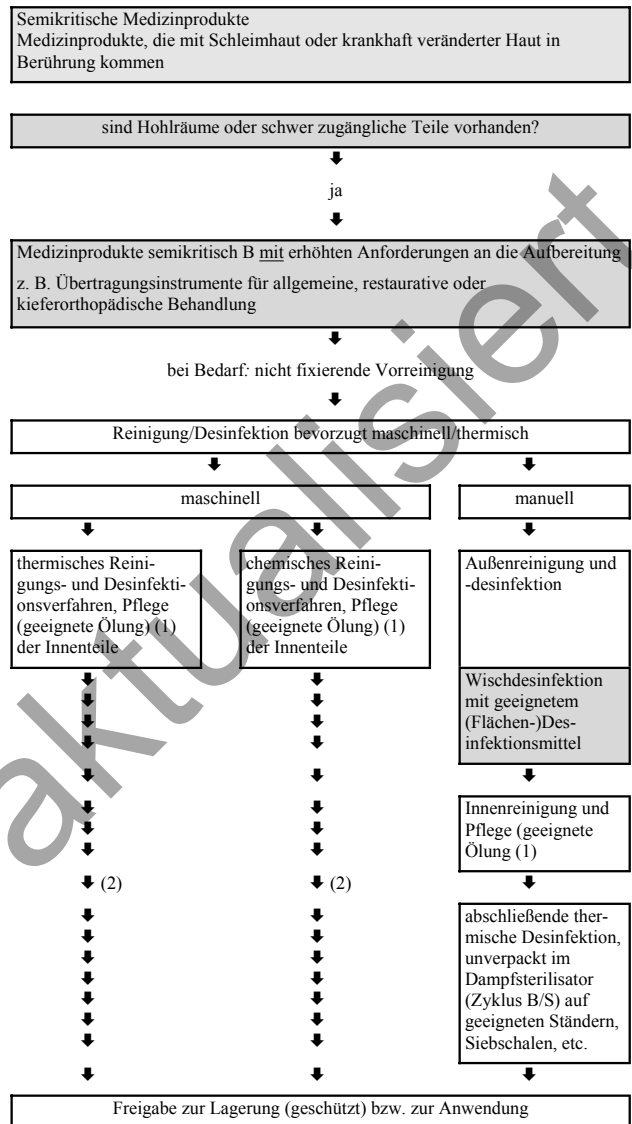 Semikritische Medizinprodukte
Medizinprodukte, die mit Schleimhaut oder krankhaft veränderter Haut in
Berührung kommen
sind Hohlräume oder schwer zugängliche Teile vorhanden?
ja
Medizinprodukte semikritisch B mit erhöhten Anforderungen an die Aufbereitung
z. B. Übertragungsinstrumente für allgemeine, restaurative oder
kieferorthopädische Behandlung
bei Bedarf: nicht fixierende Vorreinigung
Reinigung/Desinfektion bevorzugt maschinell/thermisch
maschinell
manuell
thermisches Reini-
gungs- und Desinfekti-
onsverfahren, Pflege
(geeignete Ölung) (1)
der Innenteile
chemisches Reini-
gungs- und Desinfekti-
onsverfahren, Pflege
(geeignete Ölung) (1)
der Innenteile
Außenreinigung und
-desinfektion
Wischdesinfektion
mit geeignetem
(Flächen-)Des-
infektionsmittel
Innenreinigung und
Pflege (geeignete
Ölung (1)
(2)
(2)
abschließende ther-
mische Desinfektion,
unverpackt im
Dampfsterilisator
(Zyklus B/S) auf
geeigneten Ständern,
Siebschalen, etc.
Freigabe zur Lagerung (geschützt) bzw. zur Anwendung
aktualisiert